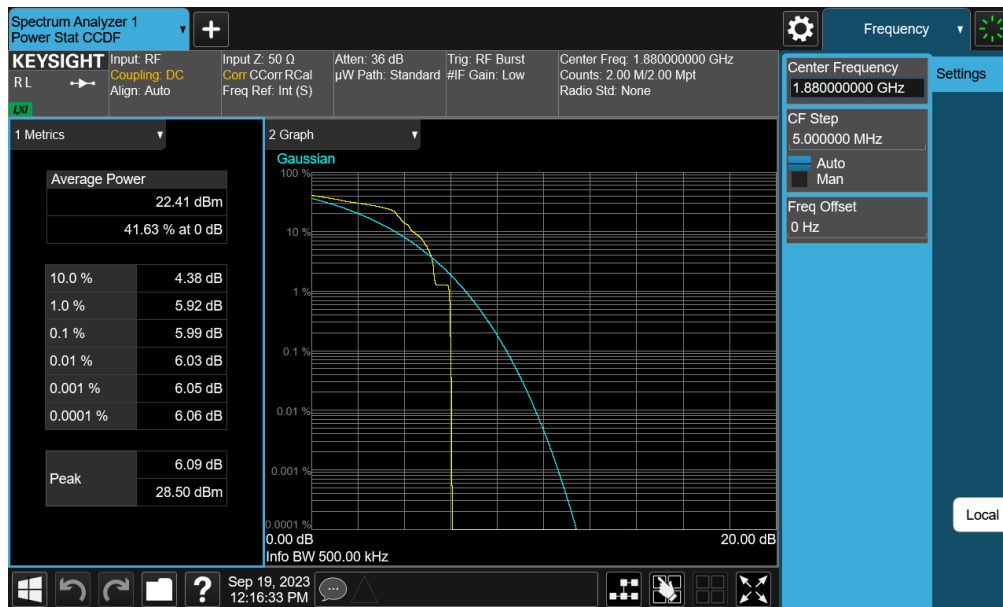 Spectrum Analyzer 1
Power Stat CCDF
Frequency
KEYSIGHT
R L
LXI
Input: RF
Coupling: DC
Align: Auto
Input Z: 50 Ω
Corr CCorr RCal
Freq Ref: Int (S)
Atten: 36 dB
µW Path: Standard
Trig: RF Burst
#IF Gain: Low
Center Freq: 1.880000000 GHz
Counts: 2.00 M/2.00 Mpt
Radio Std: None
Center Frequency
1.880000000 GHz
Settings
CF Step
5.000000 MHz
Auto
Man
Freq Offset
0 Hz
1 Metrics
Average Power
22.41 dBm
41.63 % at 0 dB
10.0 % 4.38 dB
1.0 % 5.92 dB
0.1 % 5.99 dB
0.01 % 6.03 dB
0.001 % 6.05 dB
0.0001 % 6.06 dB
Peak
6.09 dB
28.50 dBm
2 Graph
Gaussian
100 %
10 %
1 %
0.1 %
0.01 %
0.001 %
0.0001 %
0.00 dB 20.00 dB
Info BW 500.00 kHz
Local
?
Sep 19, 2023
12:16:33 PM